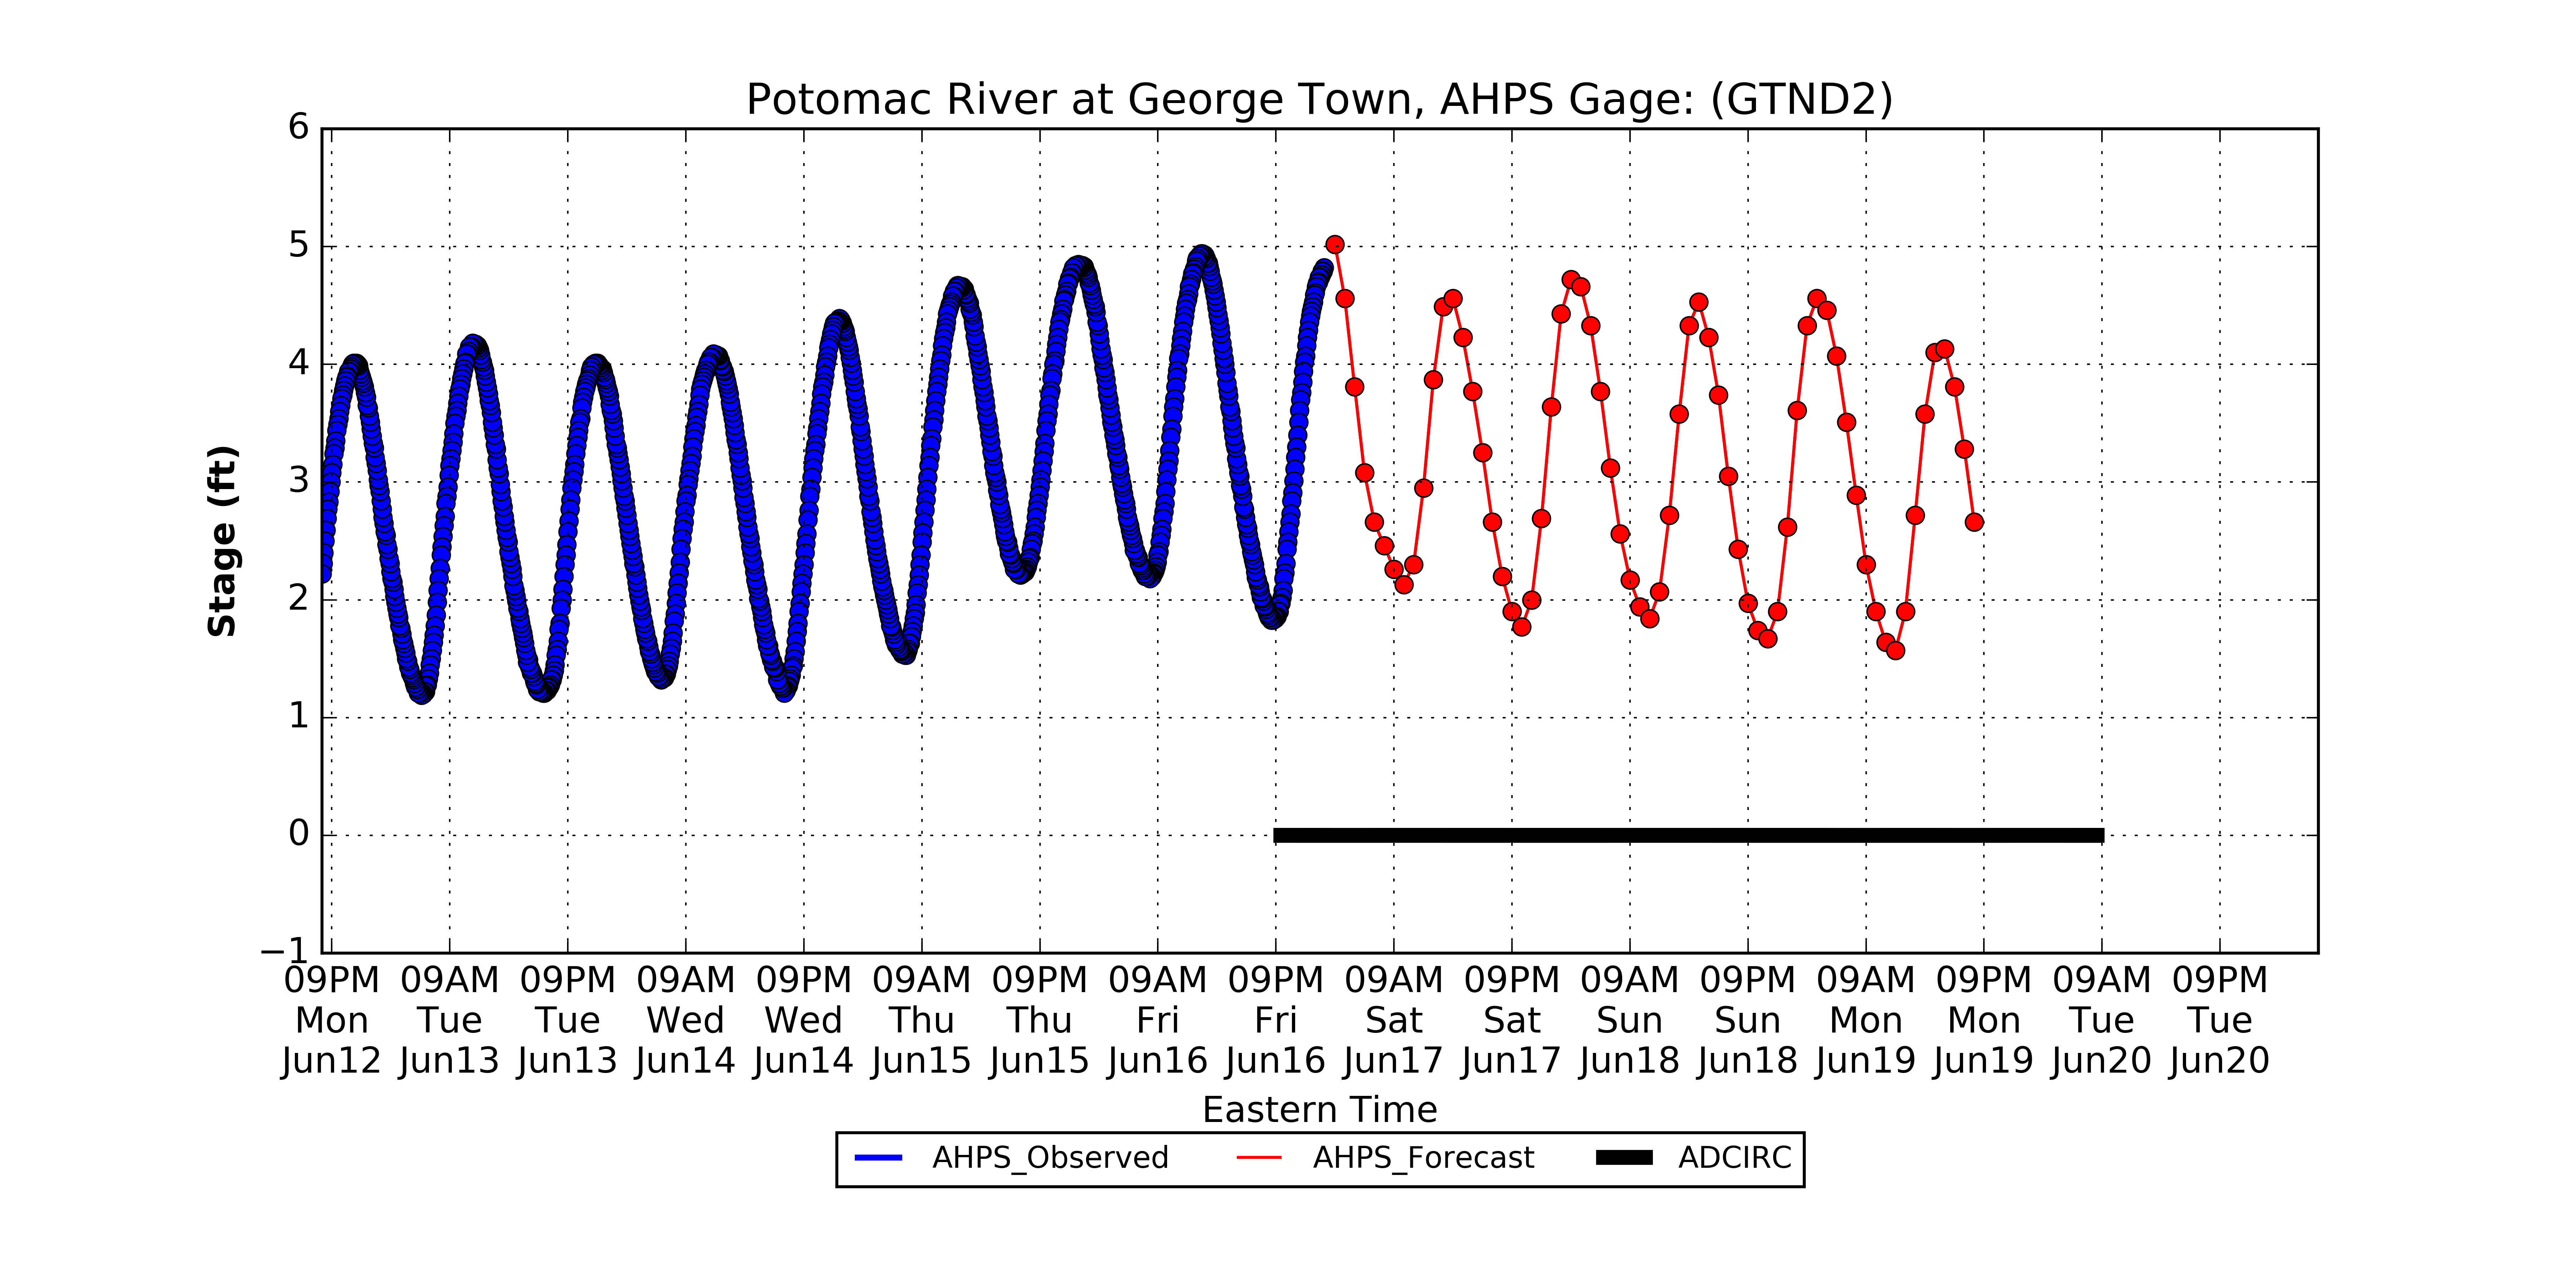 Potomac River at George Town, AHPS Gage: (GTND2)
6
5
4
3
2
1
0
−1
Stage (ft)
09PM 09AM 09PM 09AM 09PM 09AM 09PM 09AM 09PM 09AM 09PM 09AM 09PM 09AM 09PM 09AM 09PM
Mon Tue Tue Wed Wed Thu Thu Fri Fri Sat Sat Sun Sun Mon Mon Tue Tue
Jun12 Jun13 Jun13 Jun14 Jun14 Jun15 Jun15 Jun16 Jun16 Jun17 Jun17 Jun18 Jun18 Jun19 Jun19 Jun20 Jun20
Eastern Time
AHPS_Observed AHPS_Forecast ADCIRC